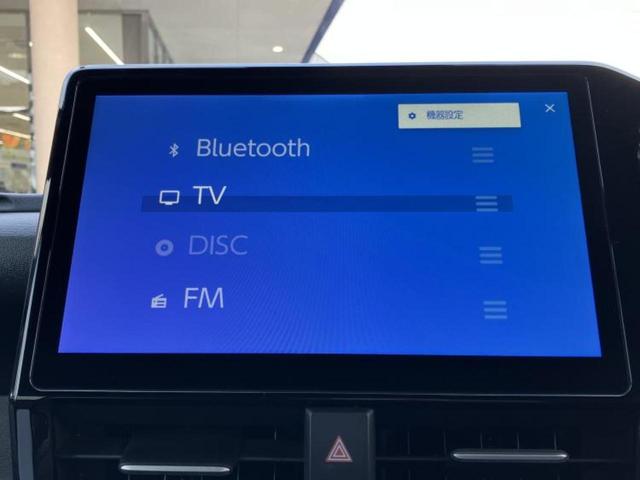 機器設定
Bluetooth
TV
DISC
FM